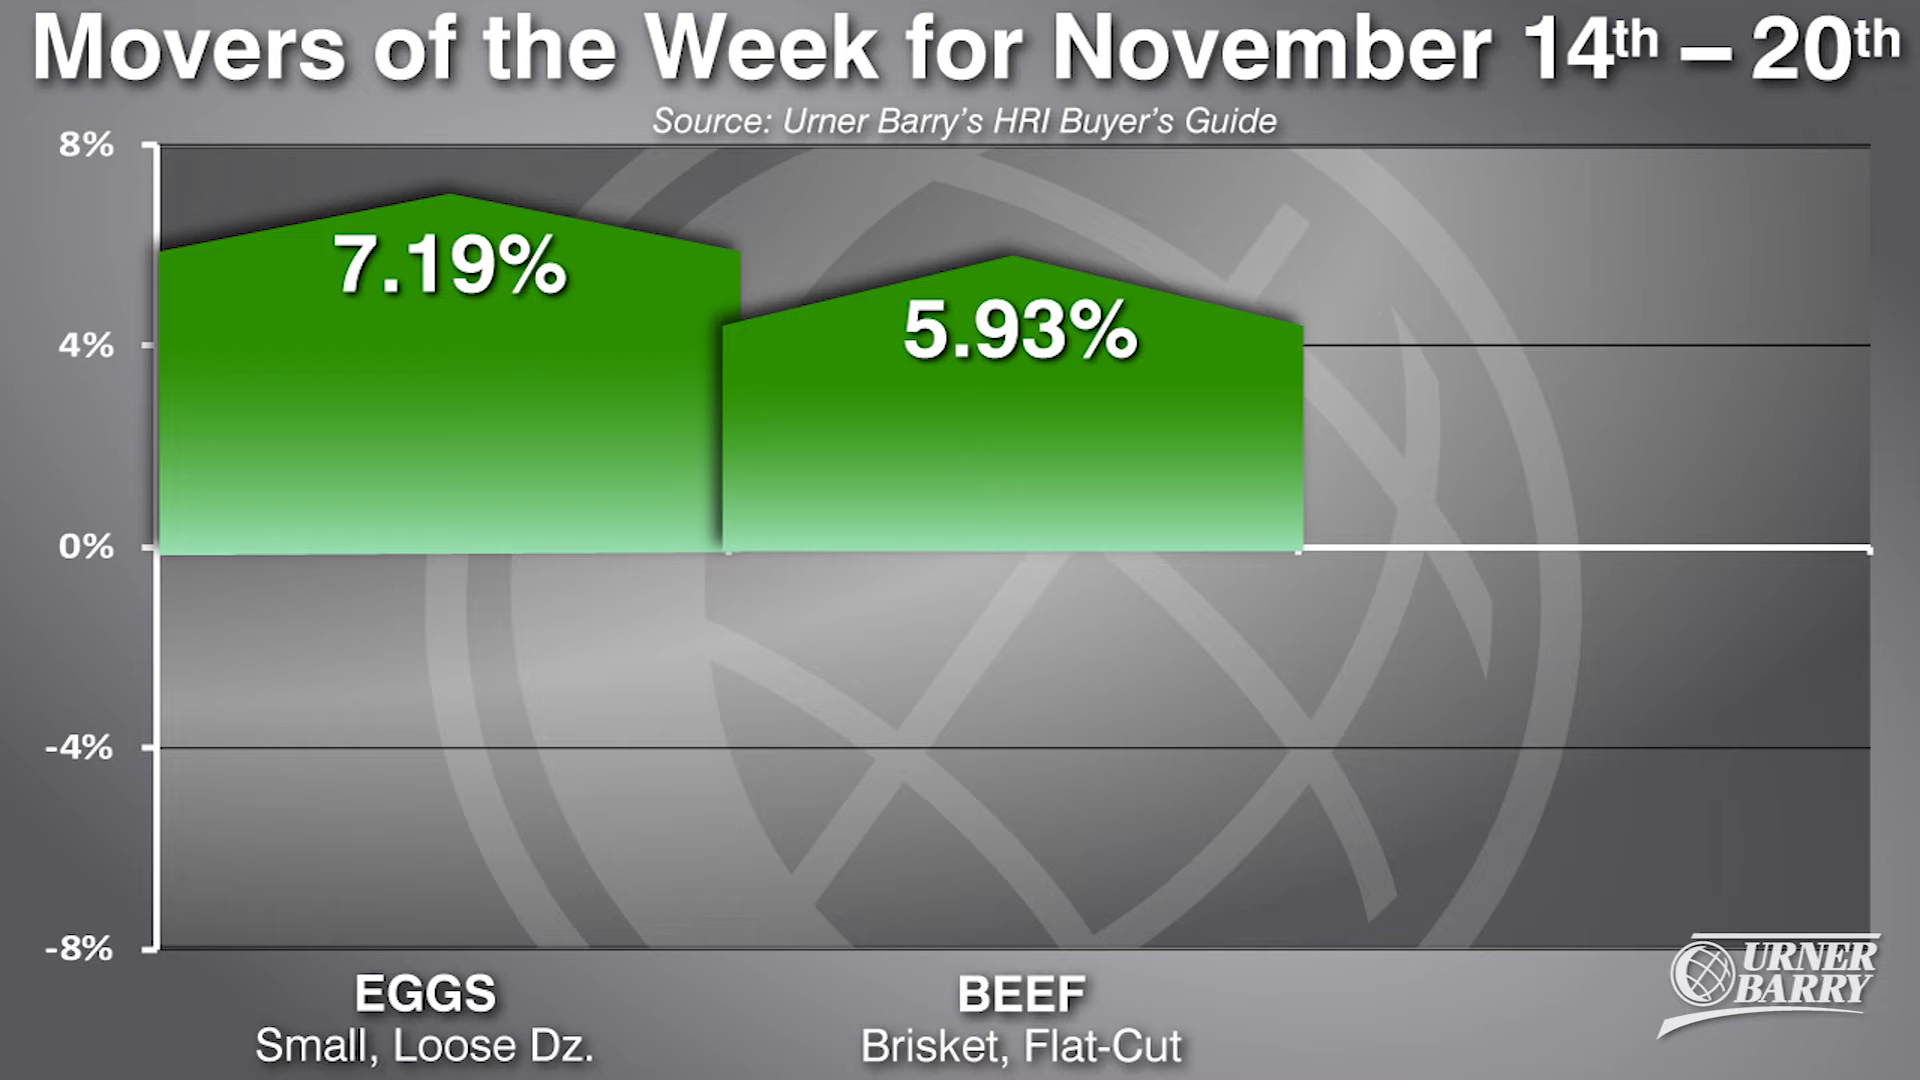 Movers of the Week for November 14th – 20th
Source: Urner Barry's HRI Buyer's Guide
8%
7.19%
5.93%
4%
0%
-4%
-8%
EGGS
Small, Loose Dz.
BEEF
Brisket, Flat-Cut
URNER
BARRY